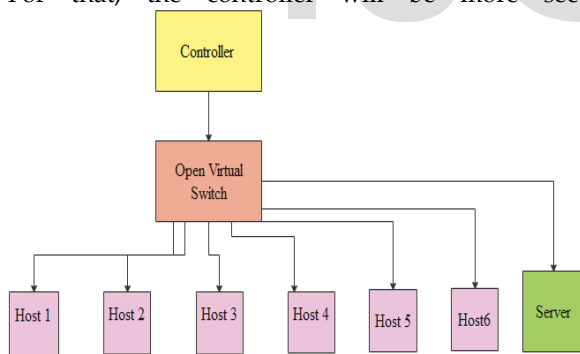 For that, the controller will be more
Controller
Open Virtual
Switch
Host 1
Host 2
Host 3
Host 4
Host 5
Host6
Server